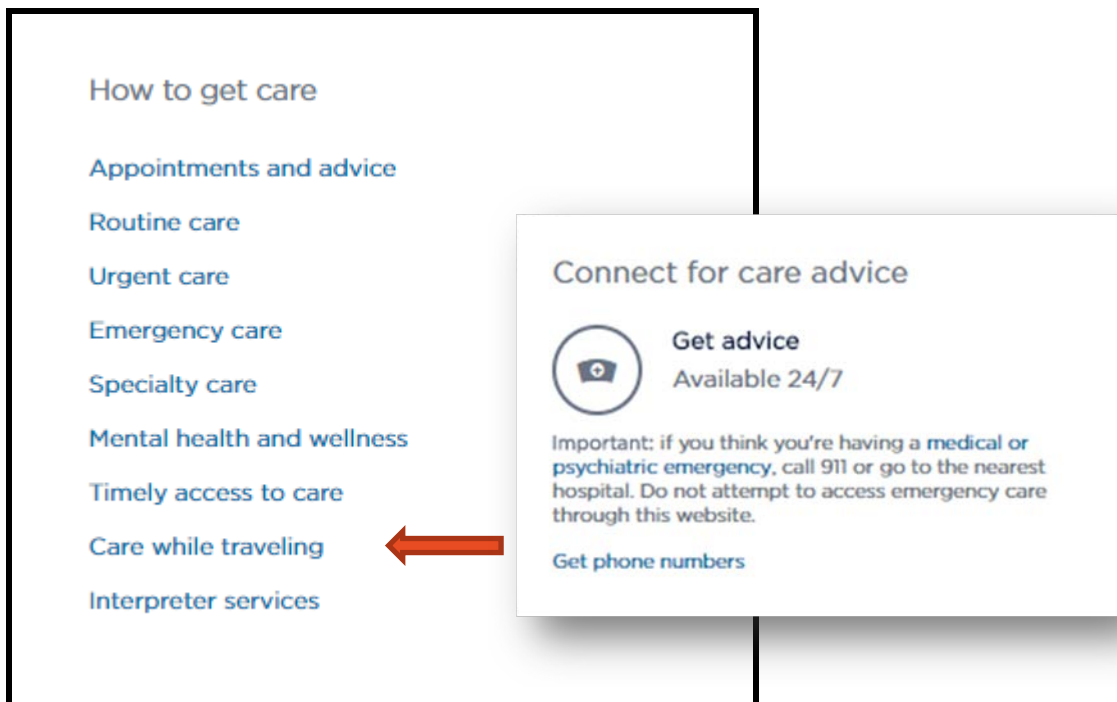 How to get care
Appointments and advice
Routine care
Urgent care
Emergency care
Specialty care
Mental health and wellness
Timely access to care
Care while traveling
Interpreter services
Connect for care advice
Get advice
Available 24/7
Important: if you think you're having a medical or
psychiatric emergency, call 911 or go to the nearest
hospital. Do not attempt to access emergency care
through this website.
Get phone numbers